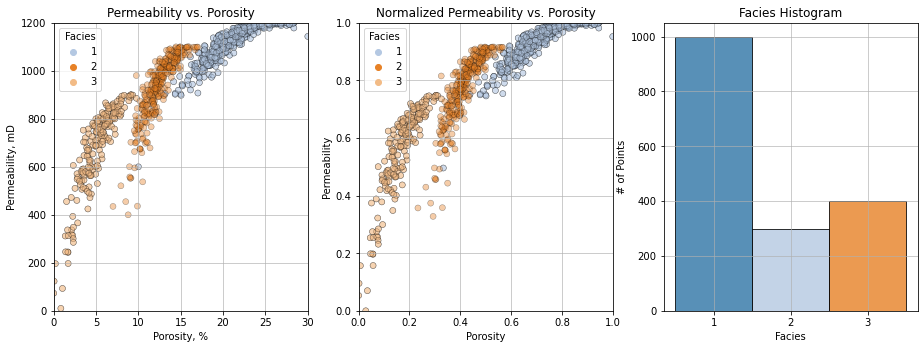 Permeability vs. Porosity
Permeability, mD
1200
1000
800
600
400
200
0
Facies
1
2
3
0 5 10 15 20 25 30
Porosity, %
Normalized Permeability vs. Porosity
Permeability
1.0
0.8
0.6
0.4
0.2
0.0
Facies
1
2
3
0.0 0.2 0.4 0.6 0.8 1.0
Porosity
Facies Histogram
# of Points
1000
800
600
400
200
0
1 2 3
Facies